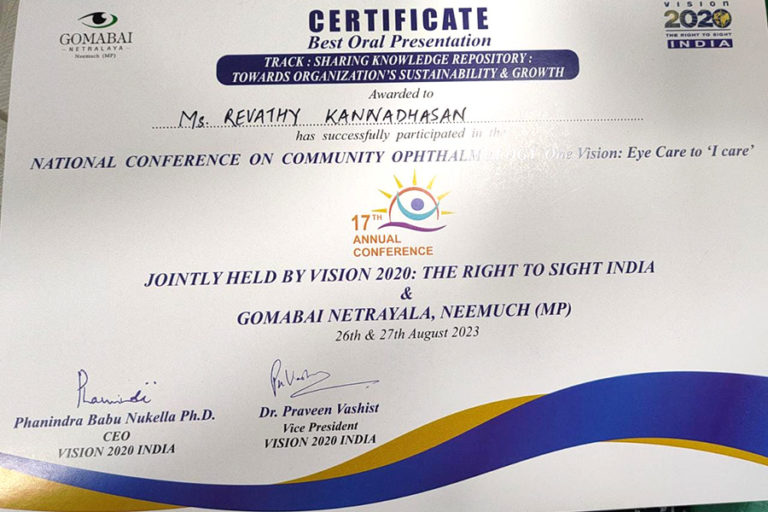 GOMABAI
NETRALAYA
Neemuch (MP)
CERTIFICATE
Best Oral Presentation
TRACK : SHARING KNOWLEDGE REPOSITORY :
TOWARDS ORGANIZATION'S SUSTAINABILITY & GROWTH
VISION
2020
THE RIGHT TO SIGHT
INDIA
Awarded to
Ms. REVATHY KANNADHASAN
has successfully participated in the
NATIONAL CONFERENCE ON COMMUNITY OPHTHALM One Vision: Eye Care to 'I care'
17TH
ANNUAL
CONFERENCE
JOINTLY HELD BY VISION 2020: THE RIGHT TO SIGHT INDIA
&
GOMABAI NETRAYALA, NEEMUCH (MP)
26th & 27th August 2023
Phanindra Babu Nukella Ph.D.
CEO
VISION 2020 INDIA
Dr. Praveen Vashist
Vice President
VISION 2020 INDIA